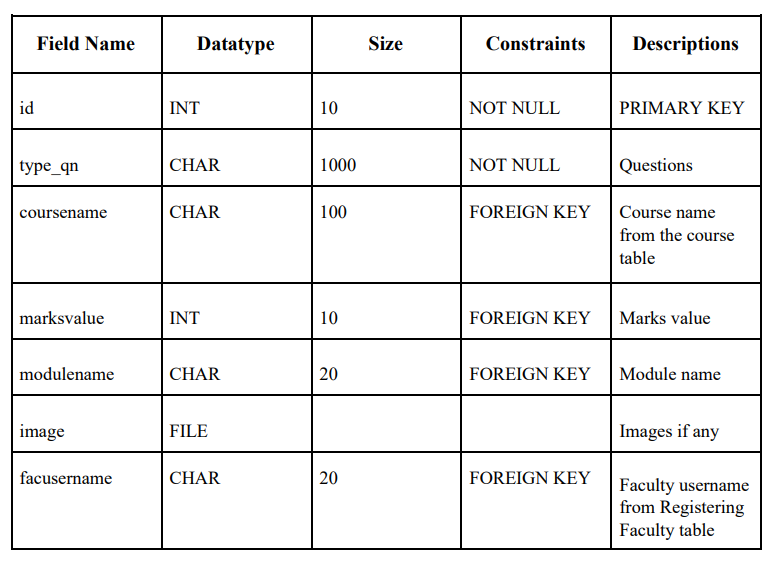 Field Name Datatype Size Constraints Descriptions
id INT 10 NOT NULL PRIMARY KEY
type_qn CHAR 1000 NOT NULL Questions
coursename CHAR 100 FOREIGN KEY Course name
from the course
table
marksvalue INT 10 FOREIGN KEY Marks value
modulename CHAR 20 FOREIGN KEY Module name
image FILE Images if any
facusername CHAR 20 FOREIGN KEY Faculty username
from Registering
Faculty table